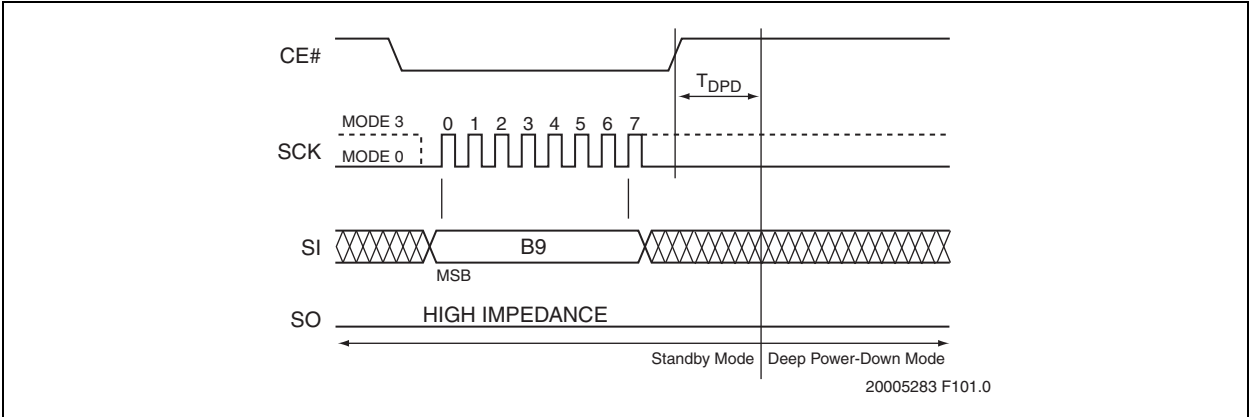 CE#
TDPD
MODE 3
0 1 2 3 4 5 6 7
SCK
MODE 0
SI
B9
MSB
SO
HIGH IMPEDANCE
Standby Mode
Deep Power-Down Mode
20005283 F101.0